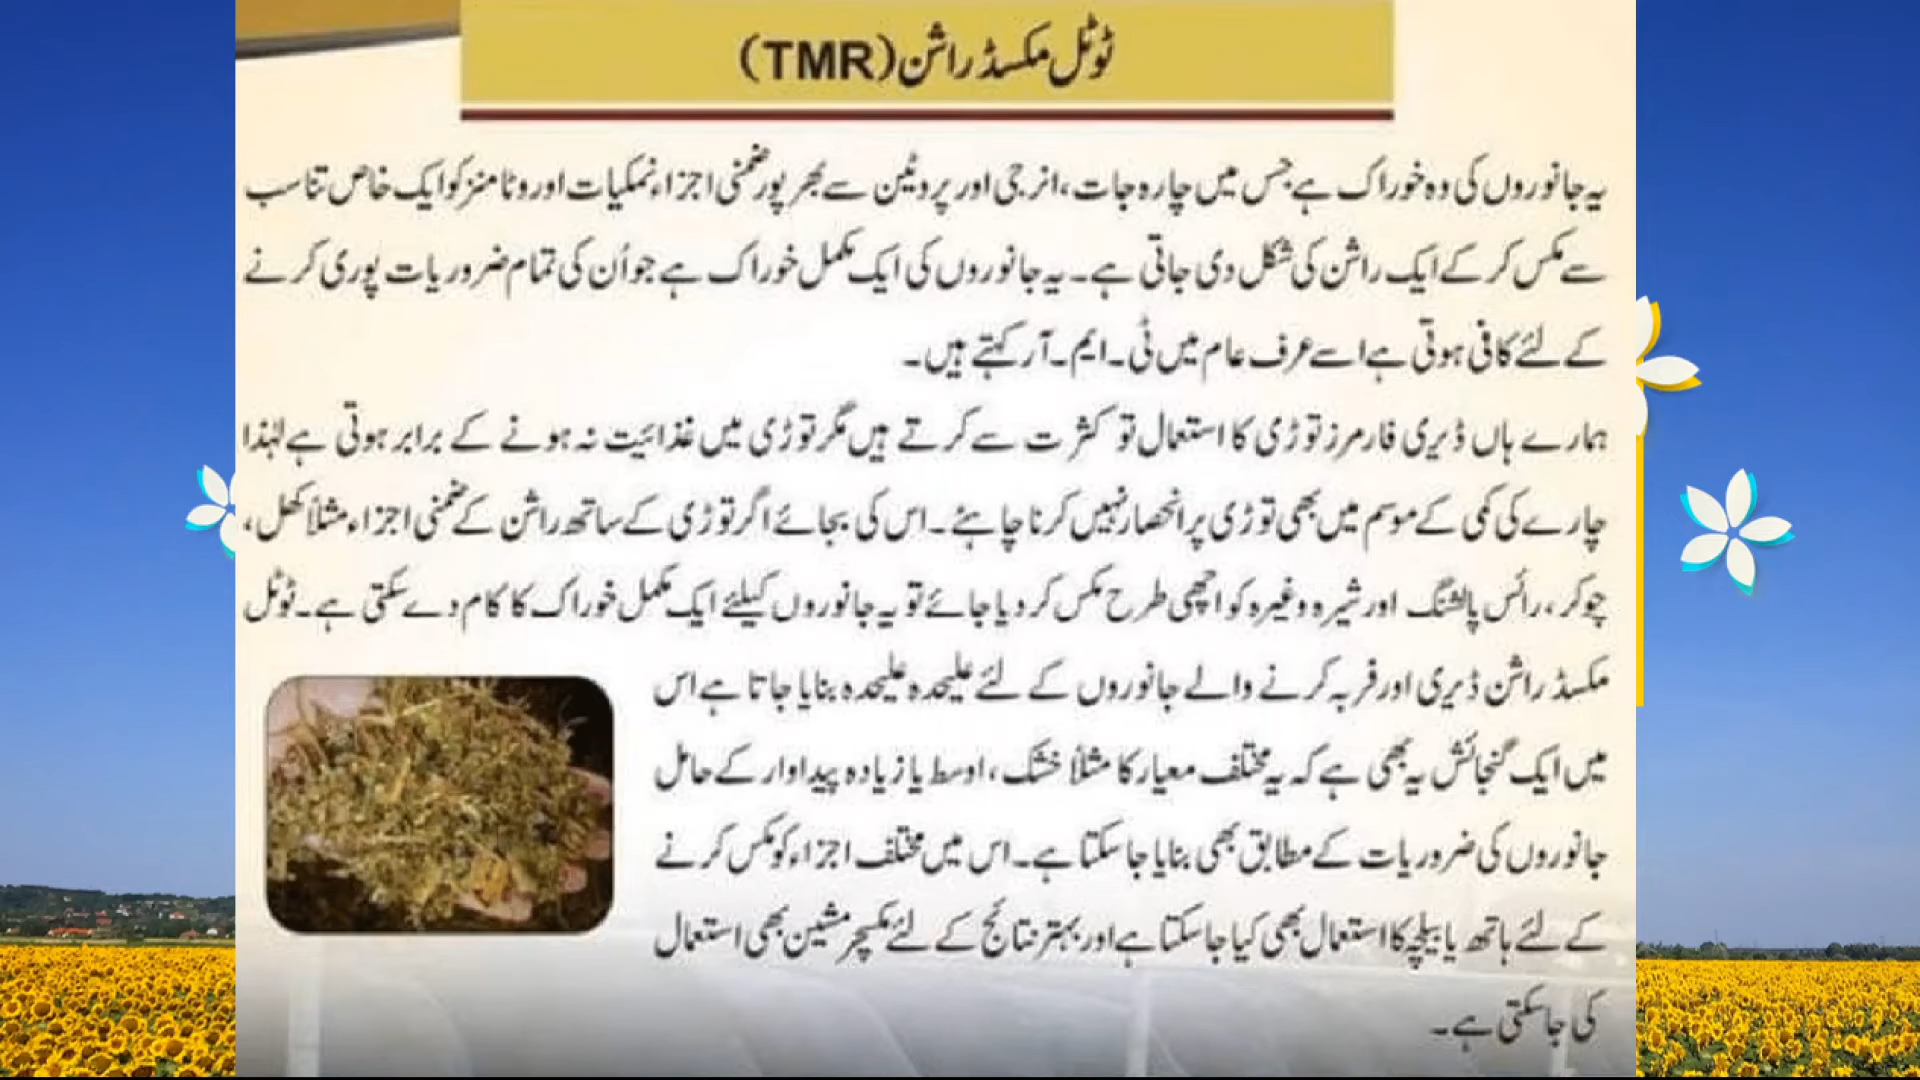 ٹوٹل مکسڈ راشن (TMR)
یہ جانوروں کی وہ خوراک ہے جس میں چارہ جات، انرجی اور پروٹین سے بھرپور ضمنی اجزاء نمکیات اور وٹامنز کو ایک خاص تناسب
سے مکس کر کے ایک راشن کی شکل دی جاتی ہے۔ یہ جانوروں کی ایک مکمل خوراک ہے جو اُن کی تمام ضروریات پوری کرنے
کے لئے کافی ہوتی ہے اسے عرف عام میں ٹی۔ ایم۔ آر کہتے ہیں۔
ہمارے ہاں ڈیری فارمرز توڑی کا استعمال تو کثرت سے کرتے ہیں مگر توڑی میں غذائیت نہ ہونے کے برابر ہوتی ہے لہٰذا
چارے کی کمی کے موسم میں بھی توڑی پر انحصار نہیں کرنا چاہئے۔ اس کی بجائے اگر توڑی کے ساتھ راشن کے ضمنی اجزاء مثلاً کھل،
چوکر، رائس پالشنگ اور شیرہ وغیرہ کو اچھی طرح مکس کر دیا جائے تو یہ جانوروں کیلئے ایک مکمل خوراک کا کام دے سکتی ہے۔ ٹوٹل
مکسڈ راشن ڈیری اور فربہ کرنے والے جانوروں کے لئے علیحدہ علیحدہ بنایا جاتا ہے اس
میں ایک گنجائش یہ بھی ہے کہ یہ مختلف معیار کا مثلاً خشک، اوسط یا زیادہ پیداوار کے حامل
جانوروں کی ضروریات کے مطابق بھی بنایا جا سکتا ہے۔ اس میں مختلف اجزاء کو مکس کرنے
کے لئے ہاتھ یا بیلچہ کا استعمال بھی کیا جا سکتا ہے اور بہتر نتائج کے لئے مکسچر مشین بھی استعمال
کی جا سکتی ہے۔